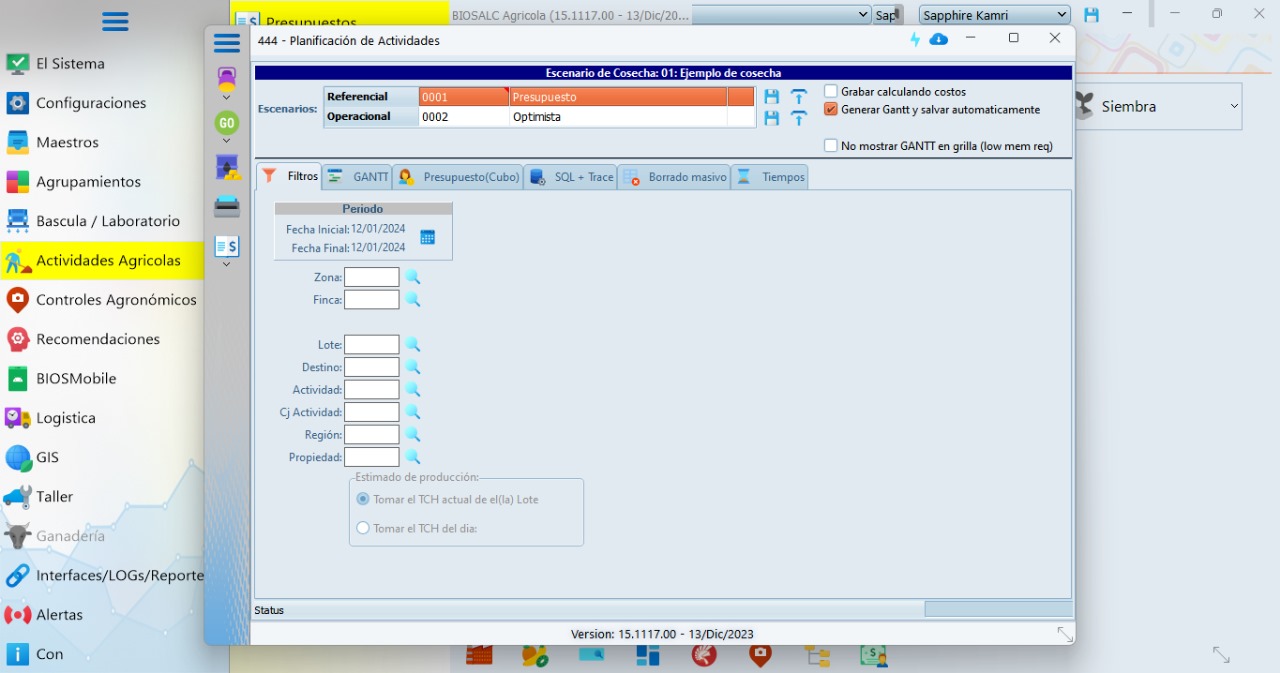 Presupuestos
BIOSALC Agricola (15.1117.00 - 13/Dic/20...
Sap
Sapphire Kamri
444 - Planificación de Actividades
El Sistema
Configuraciones
Maestros
Agrupamientos
Bascula / Laboratorio
Actividades Agricolas
Controles Agronómicos
Recomendaciones
BIOSMobile
Logistica
GIS
Taller
Ganadería
Interfaces/LOGs/Reporte
Alertas
Con
GO
Siembra
Escenario de Cosecha: 01: Ejemplo de cosecha
Escenarios:
Referencial 0001 Presupuesto
Operacional 0002 Optimista
Grabar calculando costos
Generar Gantt y salvar automaticamente
No mostrar GANTT en grilla (low mem req)
Filtros GANTT Presupuesto(Cubo) SQL + Trace Borrado masivo Tiempos
Periodo
Fecha Inicial: 12/01/2024
Fecha Final: 12/01/2024
Zona:
Finca:
Lote:
Destino:
Actividad:
Cj Actividad:
Región:
Propiedad:
Estimado de producción:
Tomar el TCH actual de el(la) Lote
Tomar el TCH del dia:
Status
Version: 15.1117.00 - 13/Dic/2023